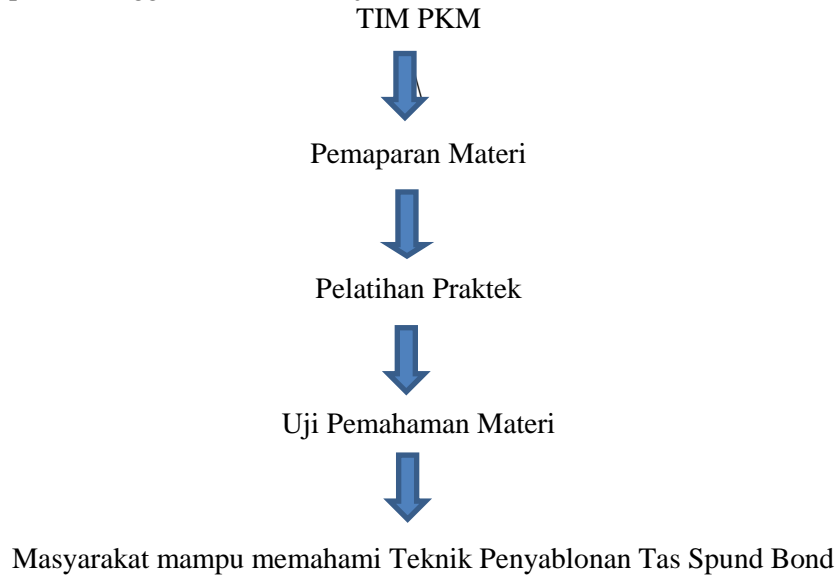 TIM PKM
Pemaparan Materi
Pelatihan Praktek
Uji Pemahaman Materi
Masyarakat mampu memahami Teknik Penyablonan Tas Spund Bond